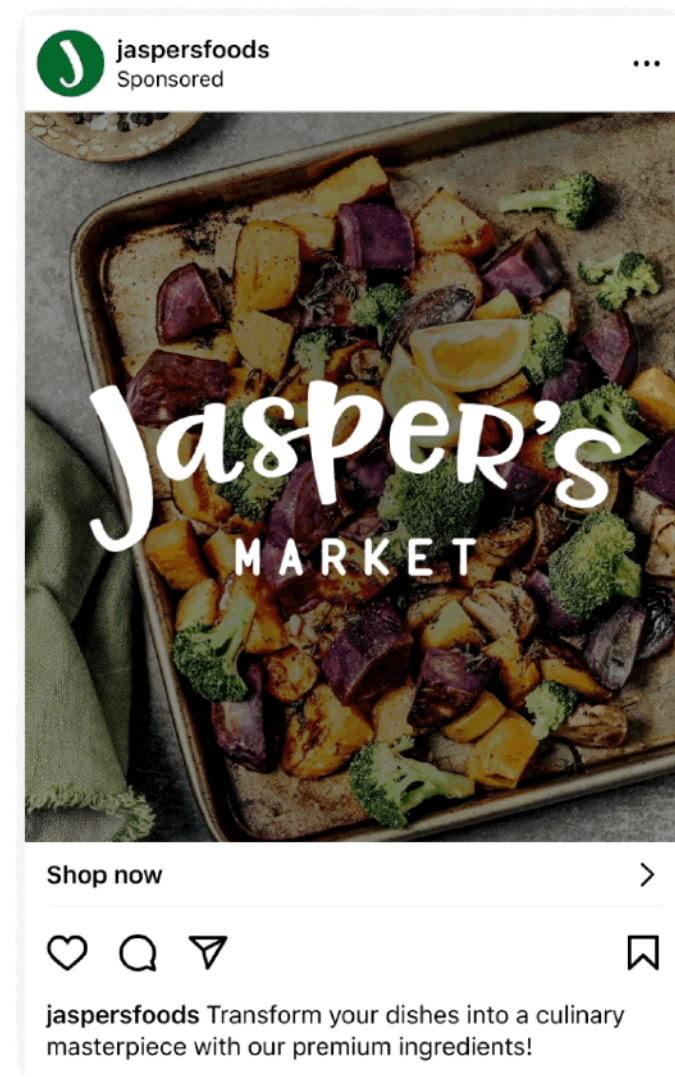 jaspersfoods
Sponsored
Jasper's
MARKET
Shop now
jaspersfoods Transform your dishes into a culinary
masterpiece with our premium ingredients!